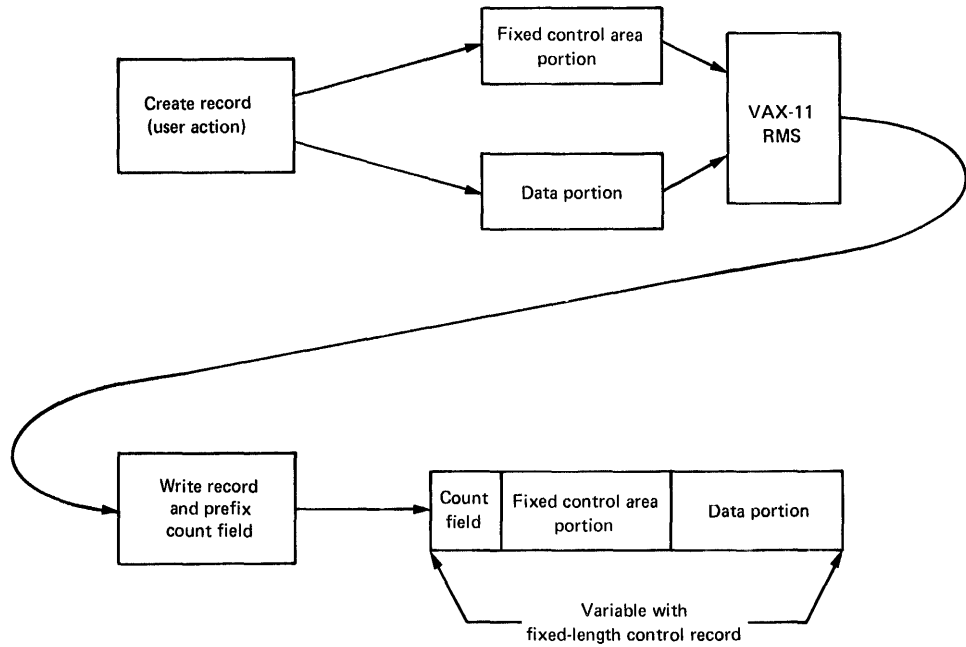 Fixed control area
portion
Create record
(user action)
VAX-11
RMS
Data portion
Write record
and prefix
count field
Count
field
Fixed control area
portion
Data portion
Variable with
fixed-length control record